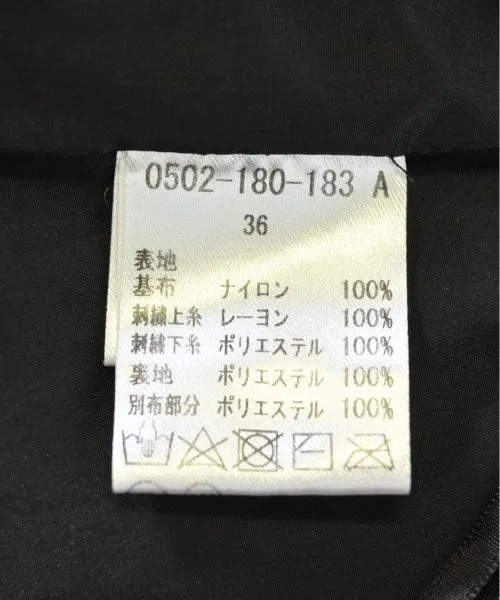 0502-180-183 A
36
表地
基布 ナイロン 100%
刺繍上糸 レーヨン 100%
刺繍下糸 ポリエステル 100%
裏地 ポリエステル 100%
別布部分 ポリエステル 100%